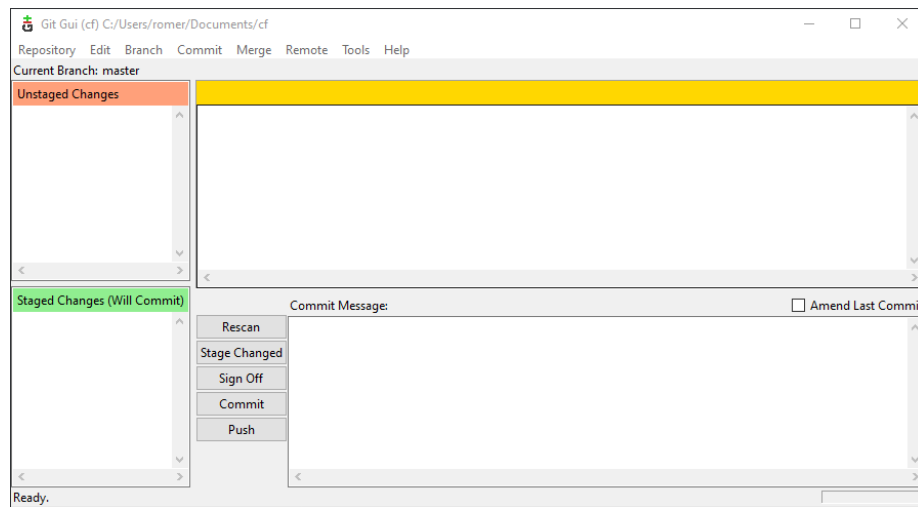 Git Gui (cf) C:/Users/romer/Documents/cf
Repository Edit Branch Commit Merge Remote Tools Help
Current Branch: master
Unstaged Changes
Staged Changes (Will Commit)
Commit Message:
Amend Last Commi
Rescan
Stage Changed
Sign Off
Commit
Push
Ready.